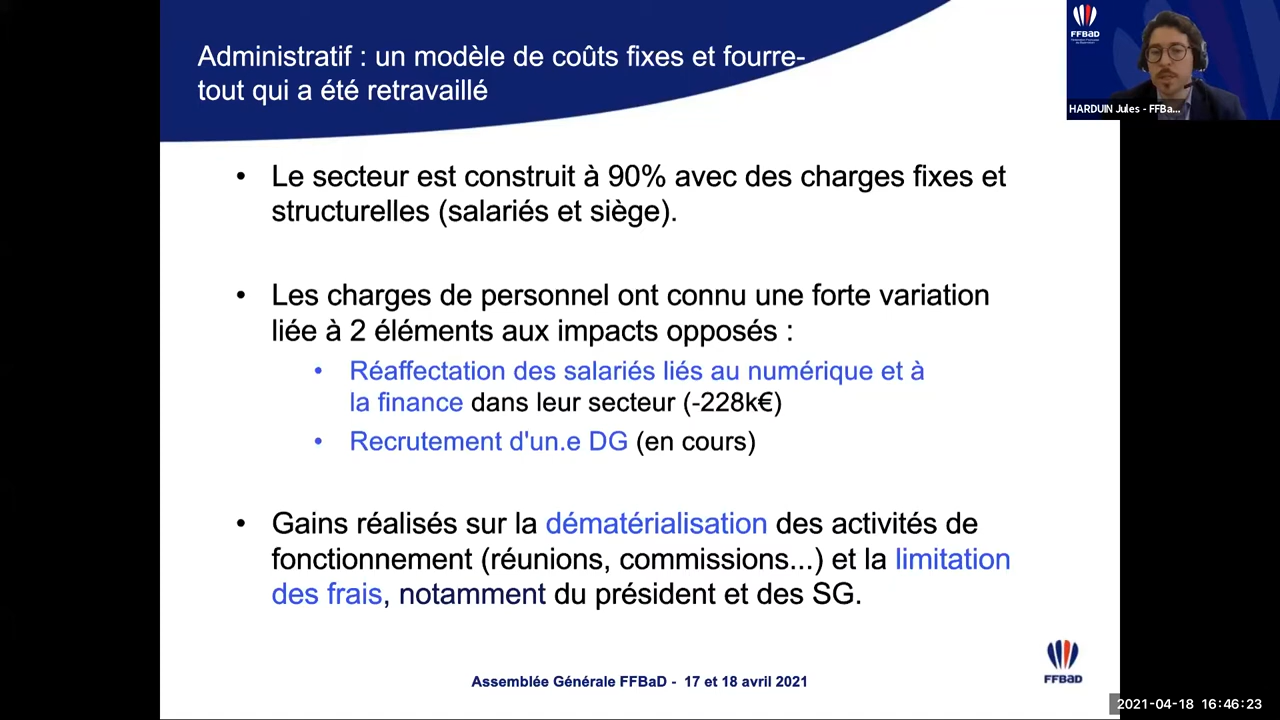 Administratif : un modèle de coûts fixes et fourre-
tout qui a été retravaillé
FFBaD
HARDUIN Jules - FFBa...
• Le secteur est construit à 90% avec des charges fixes et
structurelles (salariés et siège).
• Les charges de personnel ont connu une forte variation
liée à 2 éléments aux impacts opposés :
• Réaffectation des salariés liés au numérique et à
la finance dans leur secteur (-228k€)
• Recrutement d'un.e DG (en cours)
• Gains réalisés sur la dématérialisation des activités de
fonctionnement (réunions, commissions...) et la limitation
des frais, notamment du président et des SG.
FFBaD
Assemblée Générale FFBaD - 17 et 18 avril 2021
2021-04-18 16:46:23